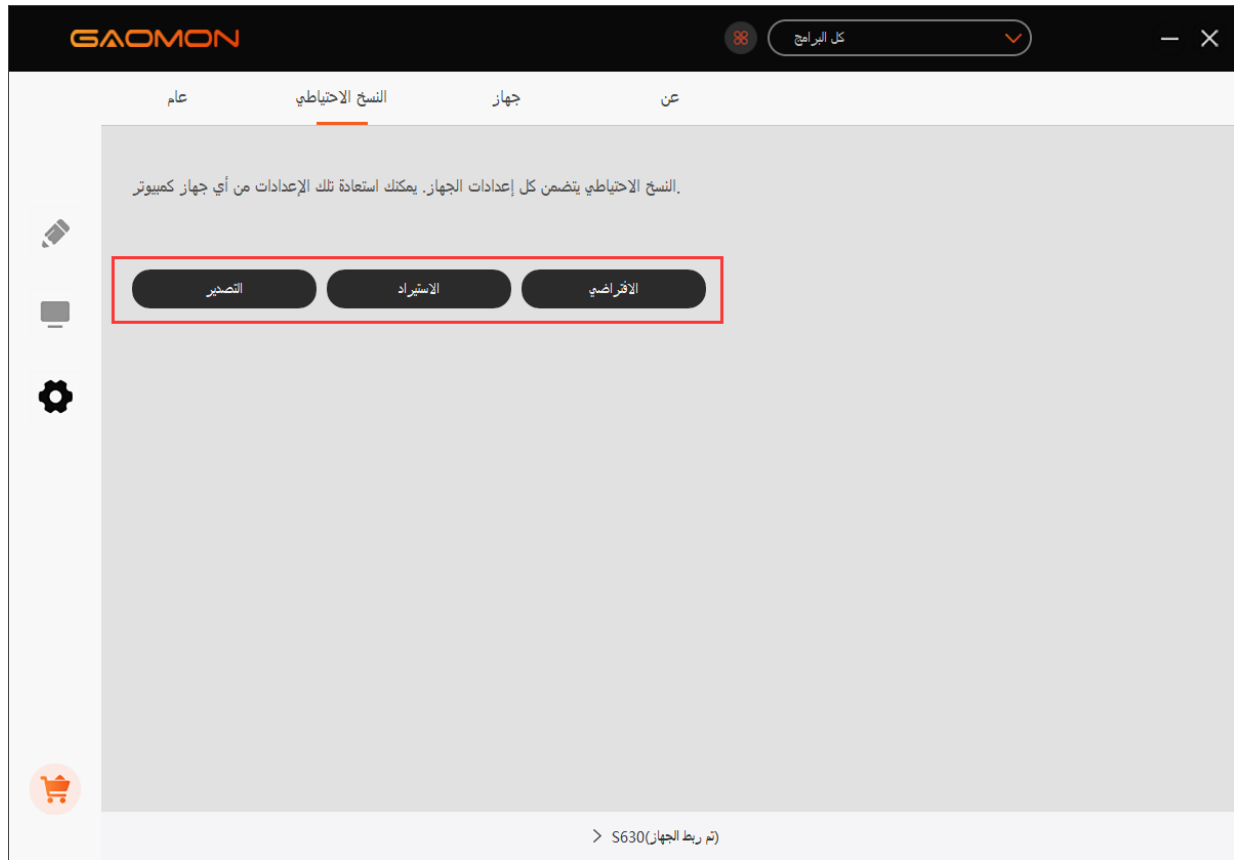 GAOMON
كل البرامج
عام
النسخ الاحتياطي
جهاز
عن
النسخ الاحتياطي يتضمن كل إعدادات الجهاز. يمكنك استعادة تلك الإعدادات من أي جهاز كمبيوتر.
التصدير
الاستيراد
الافتراضي
S630(تم ربط الجهاز)